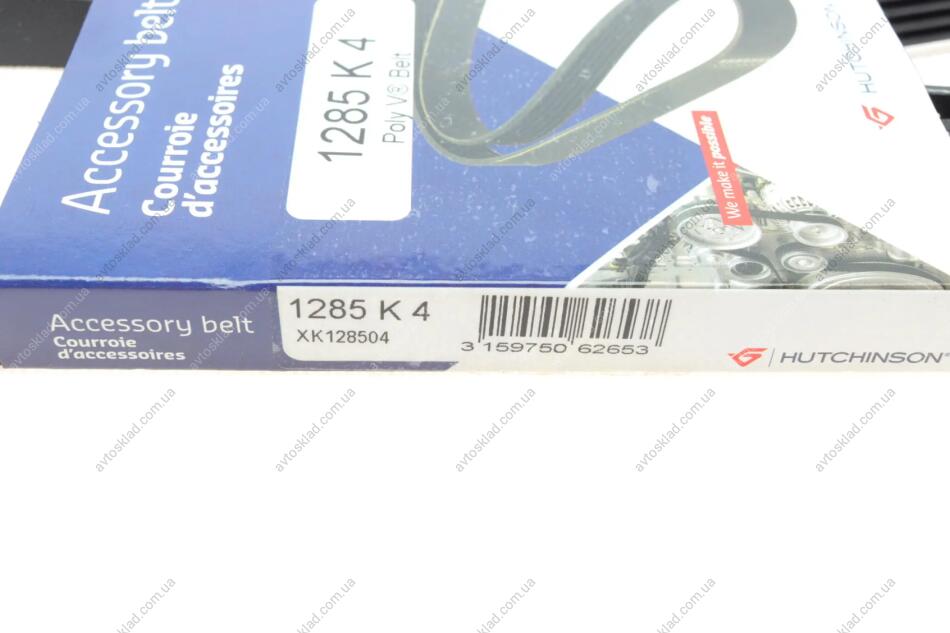 Accessory belt
Courroie
d'accessoires
1285 K 4
Poly V® Belt
We make it possible
HUTCHINSON
Accessory belt
Courroie
d'accessoires
1285 K 4
XK128504
3 159750 62653
HUTCHINSON®
avtosklad.com.ua